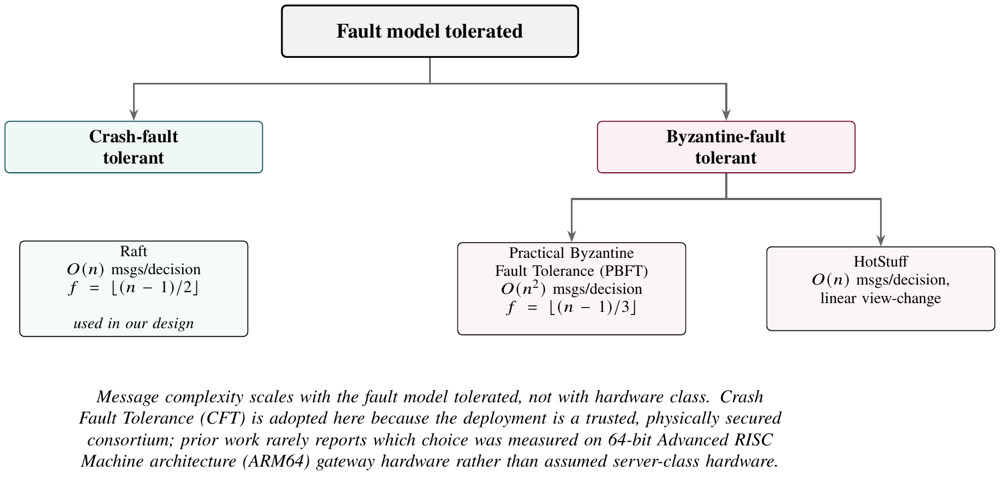 Fault model tolerated
Crash-fault
tolerant
Byzantine-fault
tolerant
Raft
O(n) msgs/decision
f = ⌊(n − 1)/2⌋
used in our design
Practical Byzantine
Fault Tolerance (PBFT)
O(n²) msgs/decision
f = ⌊(n − 1)/3⌋
HotStuff
O(n) msgs/decision,
linear view-change
Message complexity scales with the fault model tolerated, not with hardware class. Crash
Fault Tolerance (CFT) is adopted here because the deployment is a trusted, physically secured
consortium; prior work rarely reports which choice was measured on 64-bit Advanced RISC
Machine architecture (ARM64) gateway hardware rather than assumed server-class hardware.